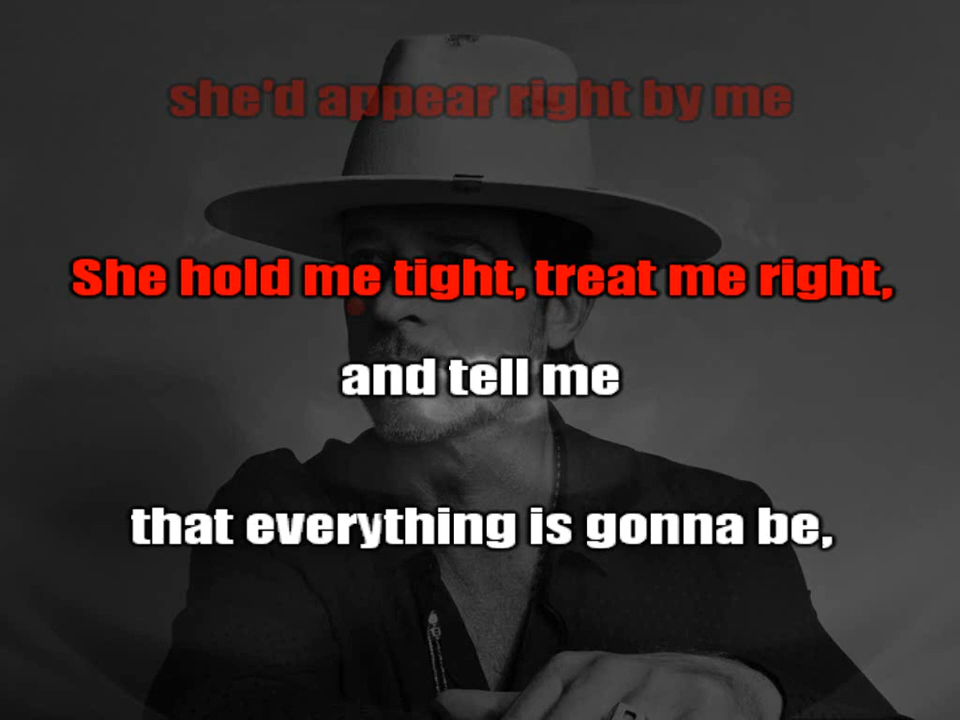 she'd appear right by me
She hold me tight, treat me right,
and tell me
that everything is gonna be,